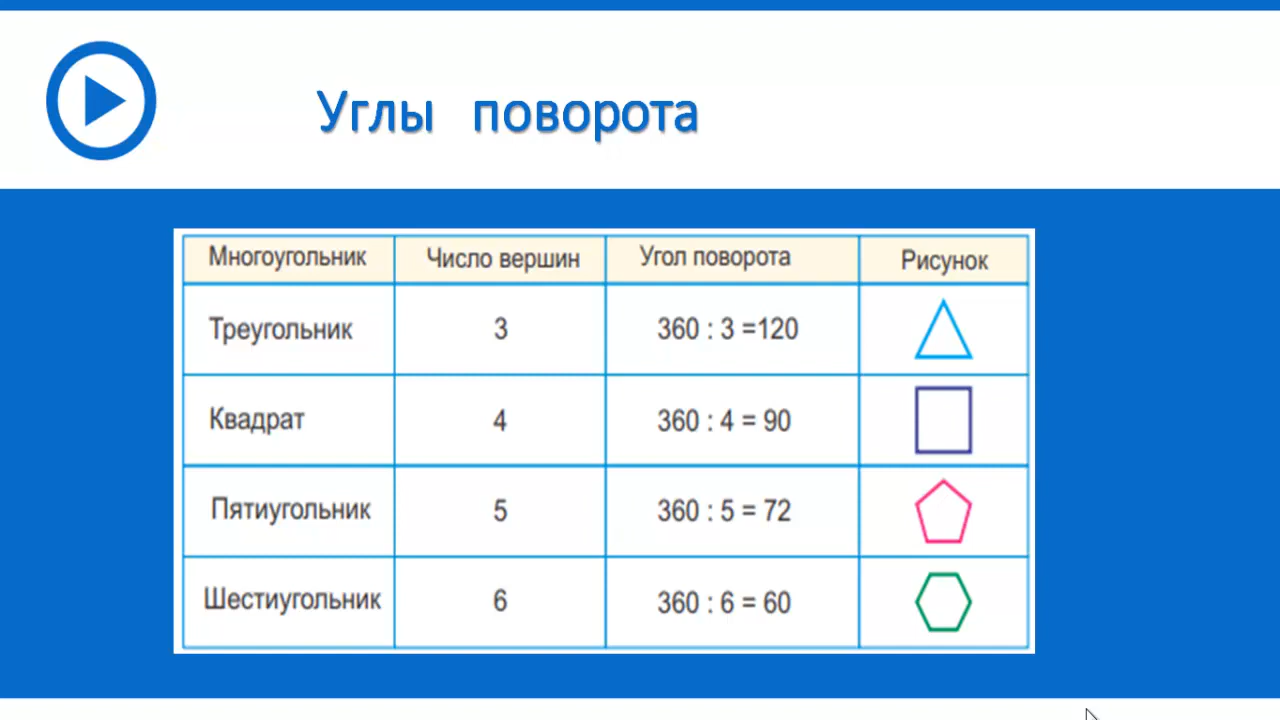 Углы поворота
Многоугольник Число вершин Угол поворота Рисунок
Треугольник 3 360 : 3 =120
Квадрат 4 360 : 4 = 90
Пятиугольник 5 360 : 5 = 72
Шестиугольник 6 360 : 6 = 60